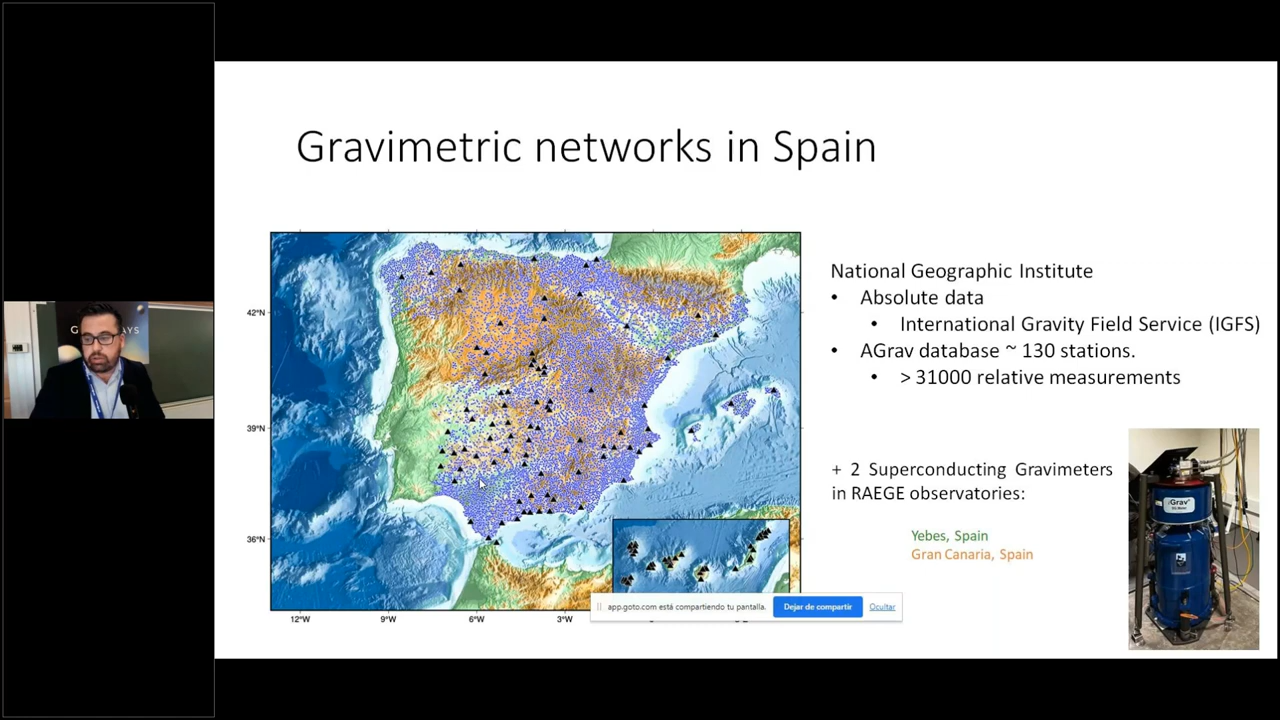 Gravimetric networks in Spain
National Geographic Institute
• Absolute data
• International Gravity Field Service (IGFS)
• AGrav database ~ 130 stations.
• > 31000 relative measurements
+ 2 Superconducting Gravimeters
in RAEGE observatories:
Yebes, Spain
Gran Canaria, Spain
42°N
39°N
36°N
12°W
9°W
6°W
3°W
app.goto.com está compartiendo tu pantalla.
Dejar de compartir
Ocultar
iGrav